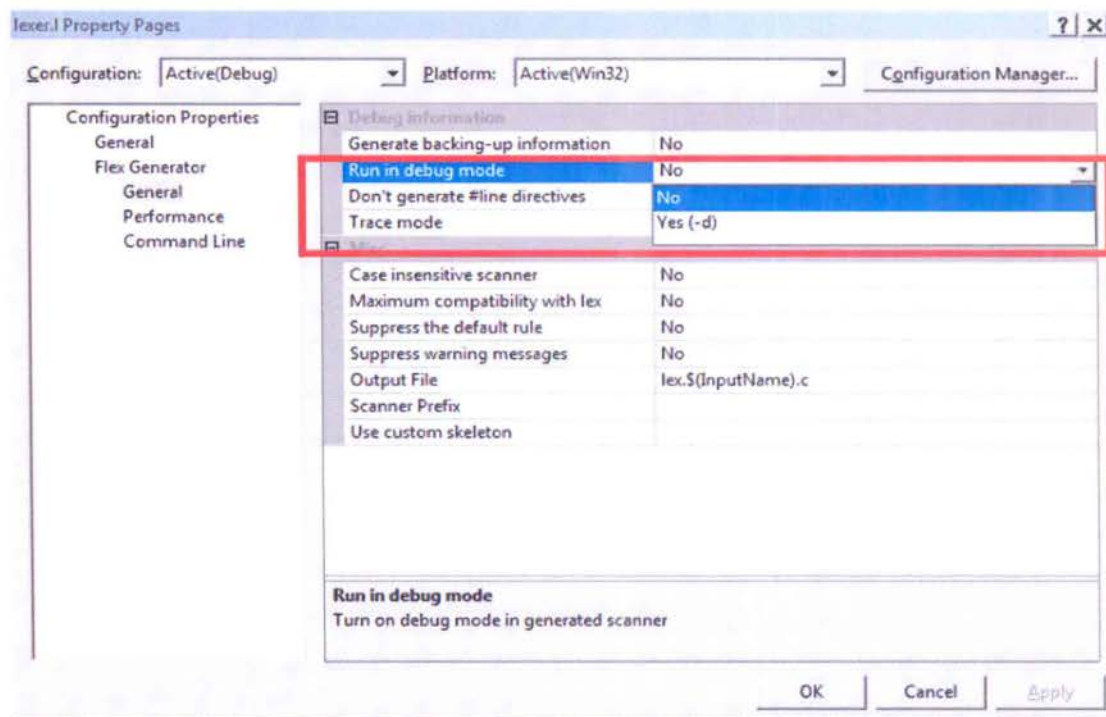 lexer.l Property Pages
? x
Configuration: Active(Debug) Platform: Active(Win32) Configuration Manager...
Configuration Properties
General
Flex Generator
General
Performance
Command Line
Debug information
Generate backing-up information No
Run in debug mode No
Don't generate #line directives No
Trace mode Yes (-d)
Misc
Case insensitive scanner No
Maximum compatibility with lex No
Suppress the default rule No
Suppress warning messages No
Output File lex.$(InputName).c
Scanner Prefix
Use custom skeleton
Run in debug mode
Turn on debug mode in generated scanner
OK Cancel Apply